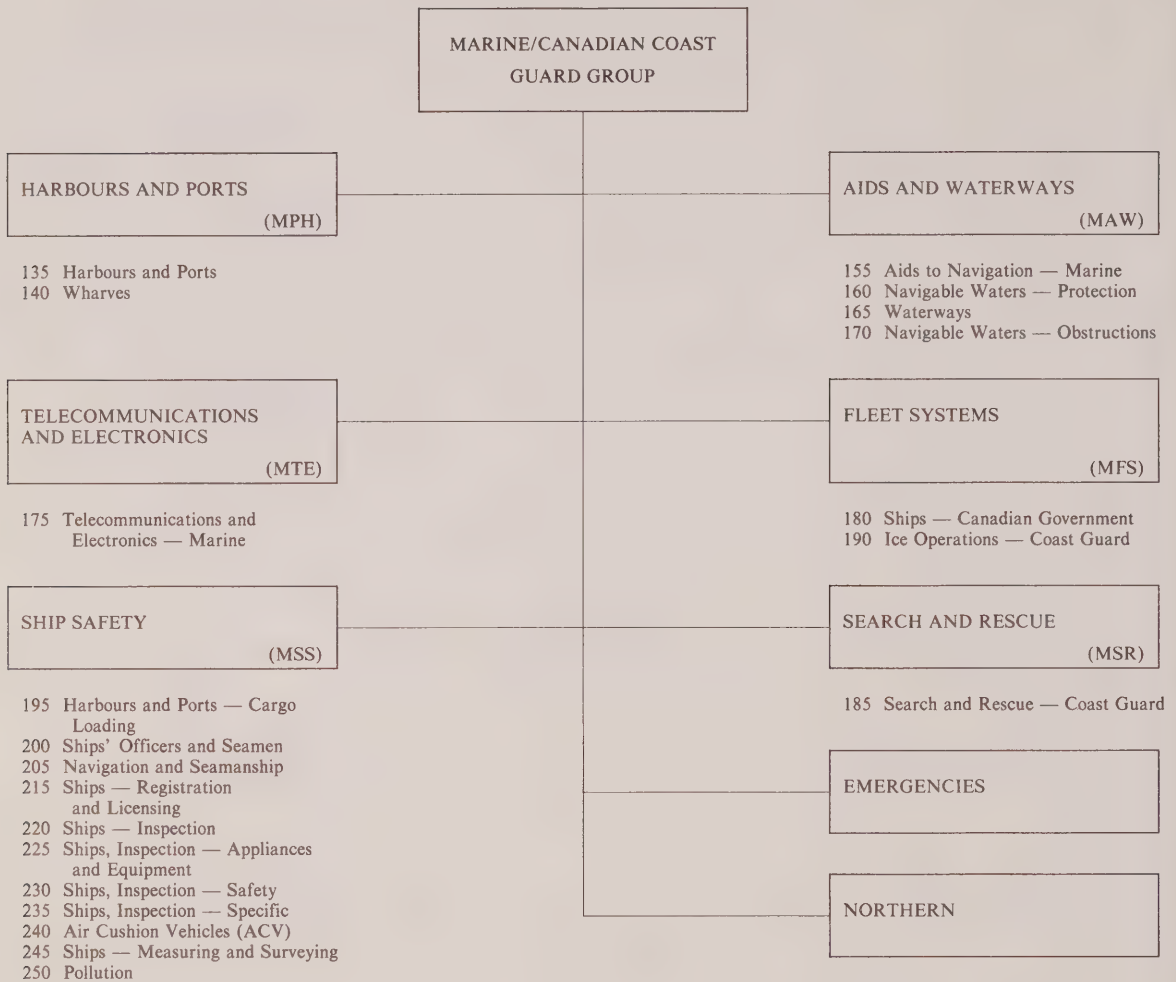 MARINE/CANADIAN COAST
GUARD GROUP
HARBOURS AND PORTS
(MPH)
135 Harbours and Ports
140 Wharves
AIDS AND WATERWAYS
(MAW)
155 Aids to Navigation — Marine
160 Navigable Waters — Protection
165 Waterways
170 Navigable Waters — Obstructions
TELECOMMUNICATIONS
AND ELECTRONICS
(MTE)
175 Telecommunications and
Electronics — Marine
FLEET SYSTEMS
(MFS)
180 Ships — Canadian Government
190 Ice Operations — Coast Guard
SHIP SAFETY
(MSS)
195 Harbours and Ports — Cargo
Loading
200 Ships' Officers and Seamen
205 Navigation and Seamanship
215 Ships — Registration
and Licensing
220 Ships — Inspection
225 Ships, Inspection — Appliances
and Equipment
230 Ships, Inspection — Safety
235 Ships, Inspection — Specific
240 Air Cushion Vehicles (ACV)
245 Ships — Measuring and Surveying
250 Pollution
SEARCH AND RESCUE
(MSR)
185 Search and Rescue — Coast Guard
EMERGENCIES
NORTHERN